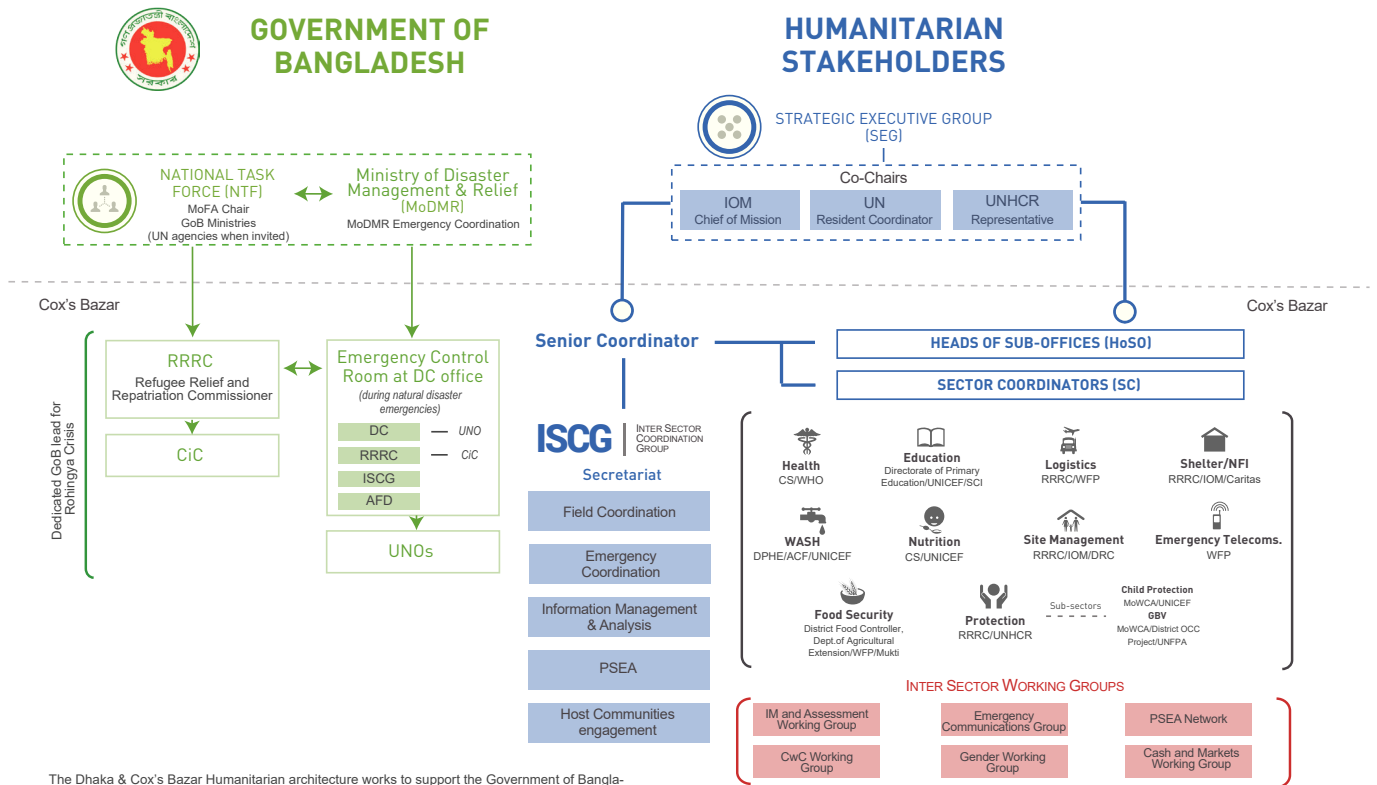 গণপ্রজাতন্ত্রী বাংলাদেশ
সরকার
GOVERNMENT OF
BANGLADESH
HUMANITARIAN
STAKEHOLDERS
STRATEGIC EXECUTIVE GROUP
(SEG)
NATIONAL TASK
FORCE (NTF)
MoFA Chair
GoB Ministries
(UN agencies when invited)
Ministry of Disaster
Management & Relief
(MoDMR)
MoDMR Emergency Coordination
Co-Chairs
IOM
Chief of Mission
UN
Resident Coordinator
UNHCR
Representative
Cox's Bazar
Cox's Bazar
Dedicated GoB lead for
Rohingya Crisis
RRRC
Refugee Relief and
Repatriation Commissioner
CiC
Emergency Control
Room at DC office
(during natural disaster
emergencies)
DC
UNO
RRRC
CiC
ISCG
AFD
UNOs
Senior Coordinator
HEADS OF SUB-OFFICES (HoSO)
SECTOR COORDINATORS (SC)
ISCG
INTER SECTOR
COORDINATION
GROUP
Secretariat
Field Coordination
Emergency
Coordination
Information Management
& Analysis
PSEA
Host Communities
engagement
Health
CS/WHO
Education
Directorate of Primary
Education/UNICEF/SCI
Logistics
RRRC/WFP
Shelter/NFI
RRRC/IOM/Caritas
WASH
DPHE/ACF/UNICEF
Nutrition
CS/UNICEF
Site Management
RRRC/IOM/DRC
Emergency Telecoms.
WFP
Food Security
District Food Controller,
Dept.of Agricultural
Extension/WFP/Mukti
Protection
RRRC/UNHCR
Sub-sectors
Child Protection
MoWCA/UNICEF
GBV
MoWCA/District OCC
Project/UNFPA
INTER SECTOR WORKING GROUPS
IM and Assessment
Working Group
Emergency
Communications Group
PSEA Network
CwC Working
Group
Gender Working
Group
Cash and Markets
Working Group
The Dhaka & Cox's Bazar Humanitarian architecture works to support the Government of Bangla-